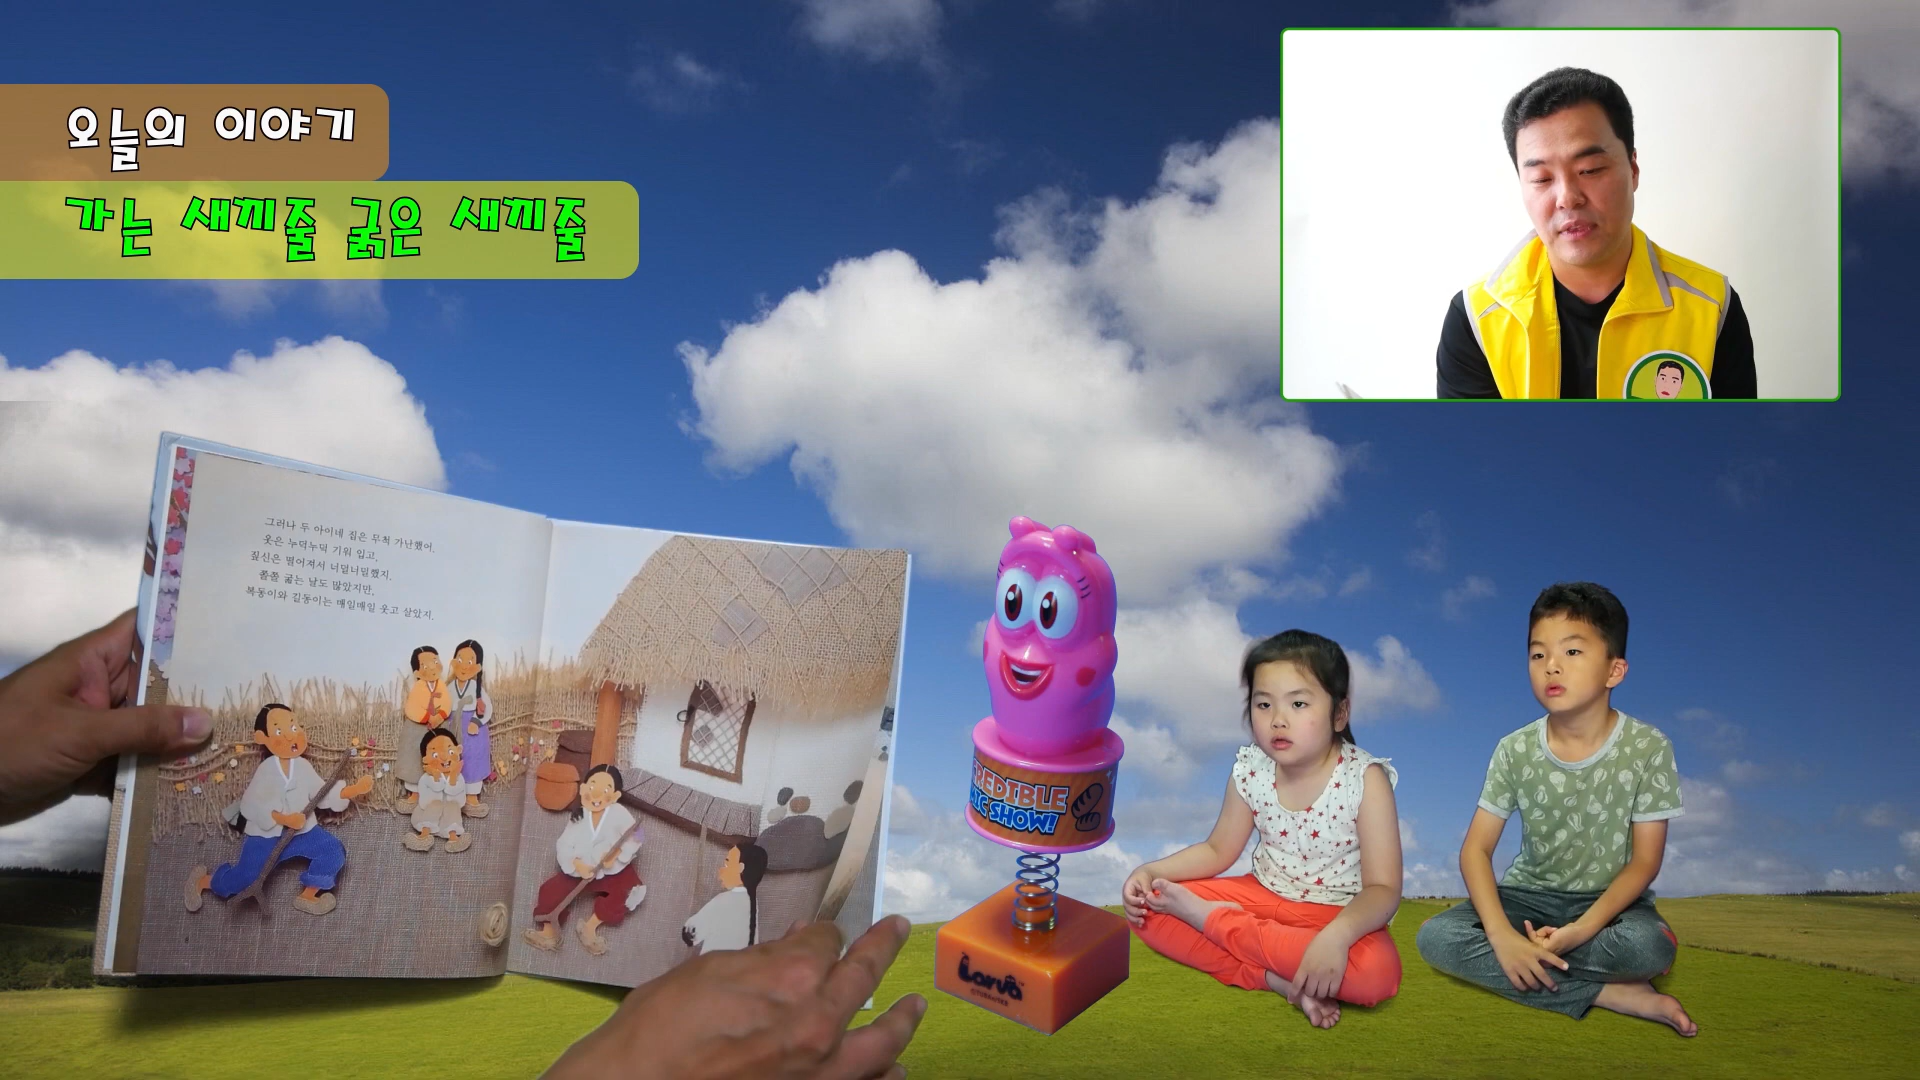 오늘의 이야기
가는 새끼줄 굵은 새끼줄
그러나 두 아이네 집은 무척 가난했어.
옷은 누덕누덕 기워 입고,
짚신은 떨어져서 너덜너덜했지.
쫄쫄 굶는 날도 많았지만,
복동이와 길동이는 매일매일 웃고 살았지.
REDIBLE
IC SHOW!
2
Larva